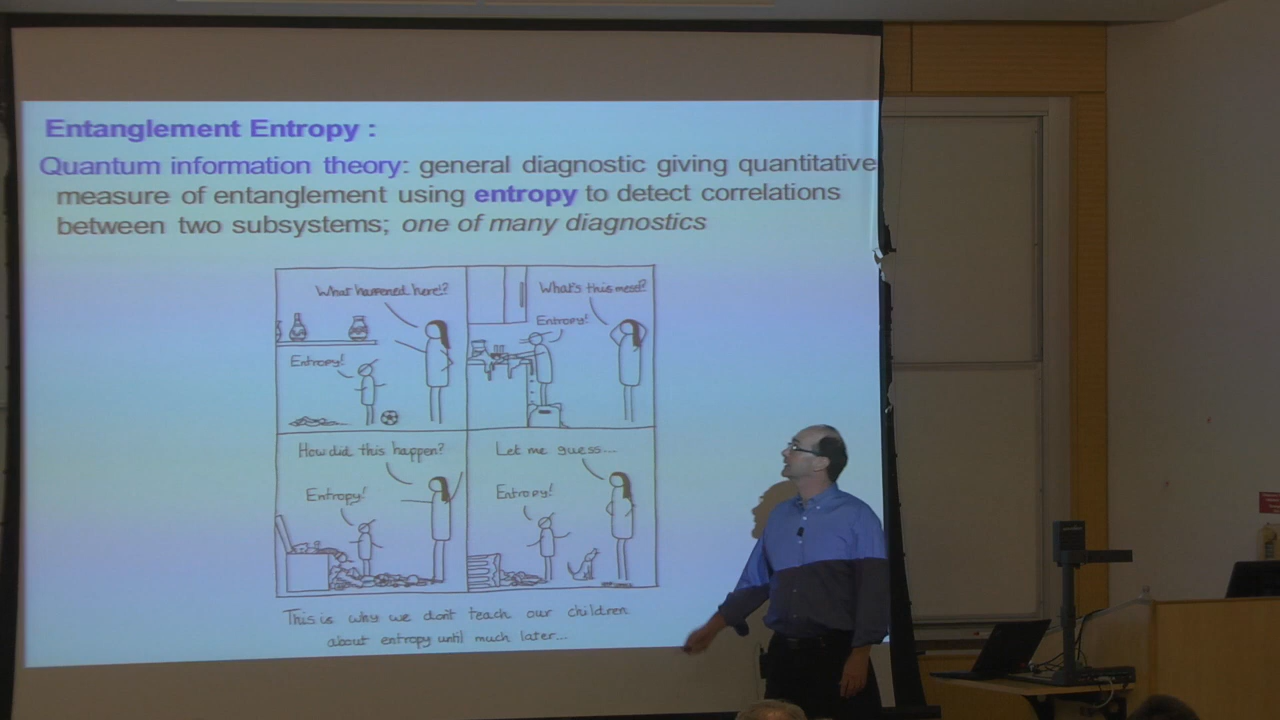 Entanglement Entropy :
Quantum information theory: general diagnostic giving quantitative
measure of entanglement using entropy to detect correlations
between two subsystems; one of many diagnostics
What happened here!?
Entropy!
What's this mess!?
Entropy!
How did this happen?
Entropy!
Let me guess...
Entropy!
This is why we don't teach our children
about entropy until much later...